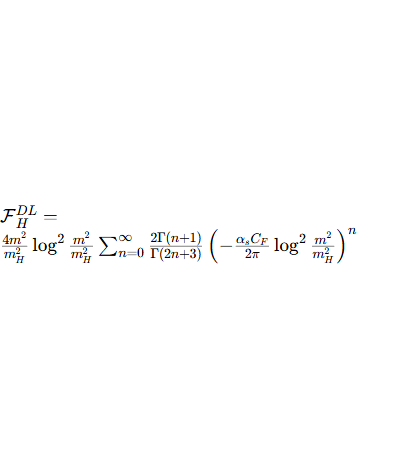 \mathcal{F}_H^{DL} =
\frac{4m^2}{m_H^2} \log^2 \frac{m^2}{m_H^2} \sum_{n=0}^{\infty} \frac{2\Gamma(n+1)}{\Gamma(2n+3)} \left( -\frac{\alpha_s C_F}{2\pi} \log^2 \frac{m^2}{m_H^2} \right)^n